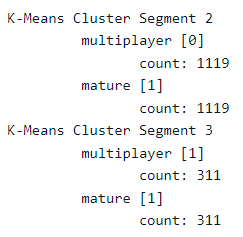 K-Means Cluster Segment 2
multiplayer [0]
count: 1119
mature [1]
count: 1119
K-Means Cluster Segment 3
multiplayer [1]
count: 311
mature [1]
count: 311